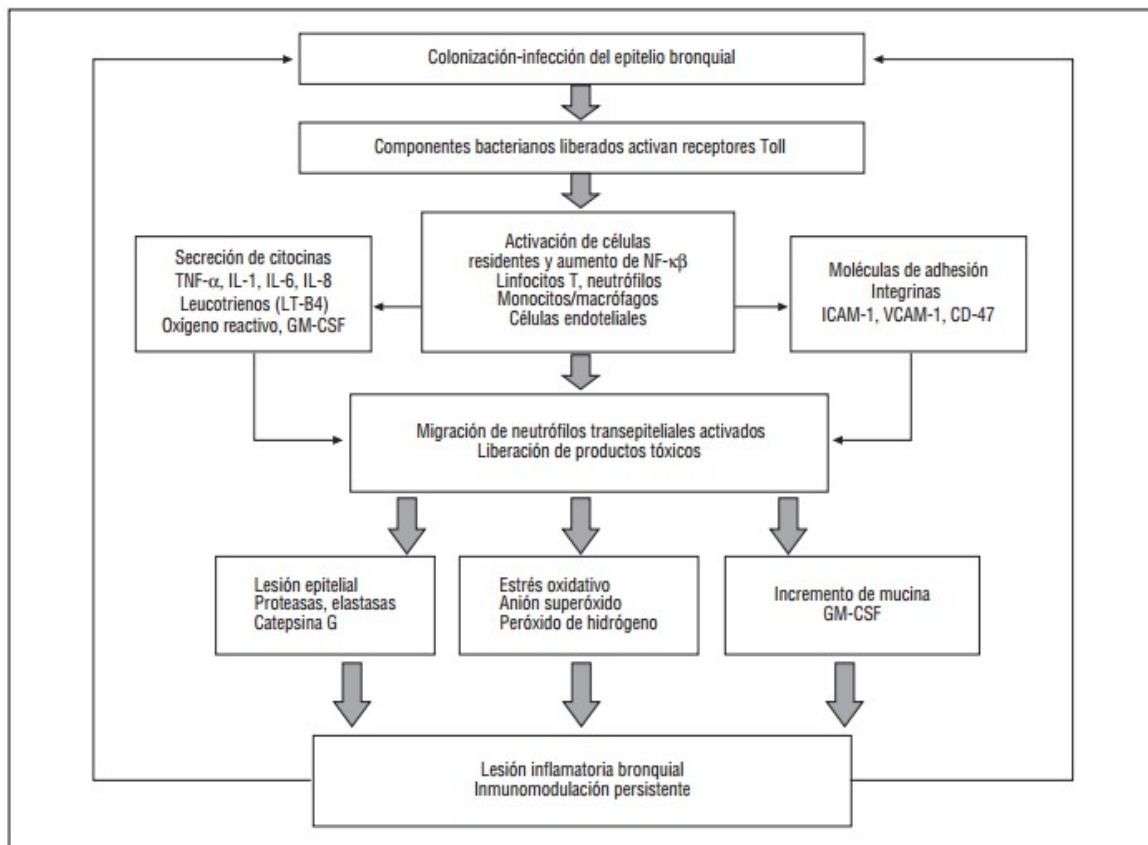 Colonización-infección del epitelio bronquial
Componentes bacterianos liberados activan receptores Toll
Secreción de citocinas
TNF-α, IL-1, IL-6, IL-8
Leucotrienos (LT-B4)
Oxígeno reactivo, GM-CSF
Activación de células
residentes y aumento de NF-κβ
Linfocitos T, neutrófilos
Monocitos/macrófagos
Células endoteliales
Moléculas de adhesión
Integrinas
ICAM-1, VCAM-1, CD-47
Migración de neutrófilos transepiteliales activados
Liberación de productos tóxicos
Lesión epitelial
Proteasas, elastasas
Catepsina G
Estrés oxidativo
Anión superóxido
Peróxido de hidrógeno
Incremento de mucina
GM-CSF
Lesión inflamatoria bronquial
Inmunomodulación persistente